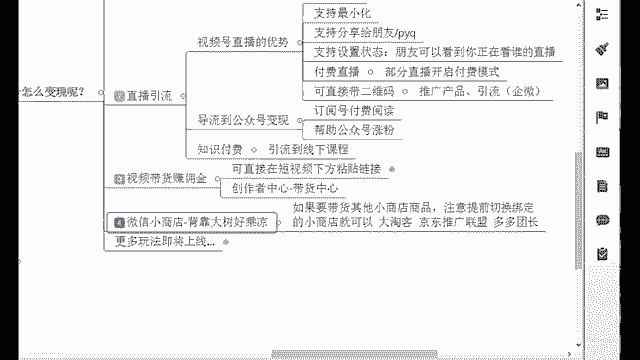 怎么变现呢?
直播引流
视频号直播的优势
支持最小化
支持分享给朋友/pyq
支持设置状态：朋友可以看到你正在看谁的直播
付费直播
部分直播开启付费模式
可直接带二维码
推广产品、引流（企微）
导流到公众号变现
订阅号付费阅读
帮助公众号涨粉
知识付费
引流到线下课程
视频带货赚佣金
可直接在短视频下方粘贴链接
创作者中心-带货中心
微信小商店-背靠大树好乘凉
如果要带货其他小商店商品，注意提前切换绑定
的小商店就可以 大淘客 京东推广联盟 多多团长
更多玩法即将上线...